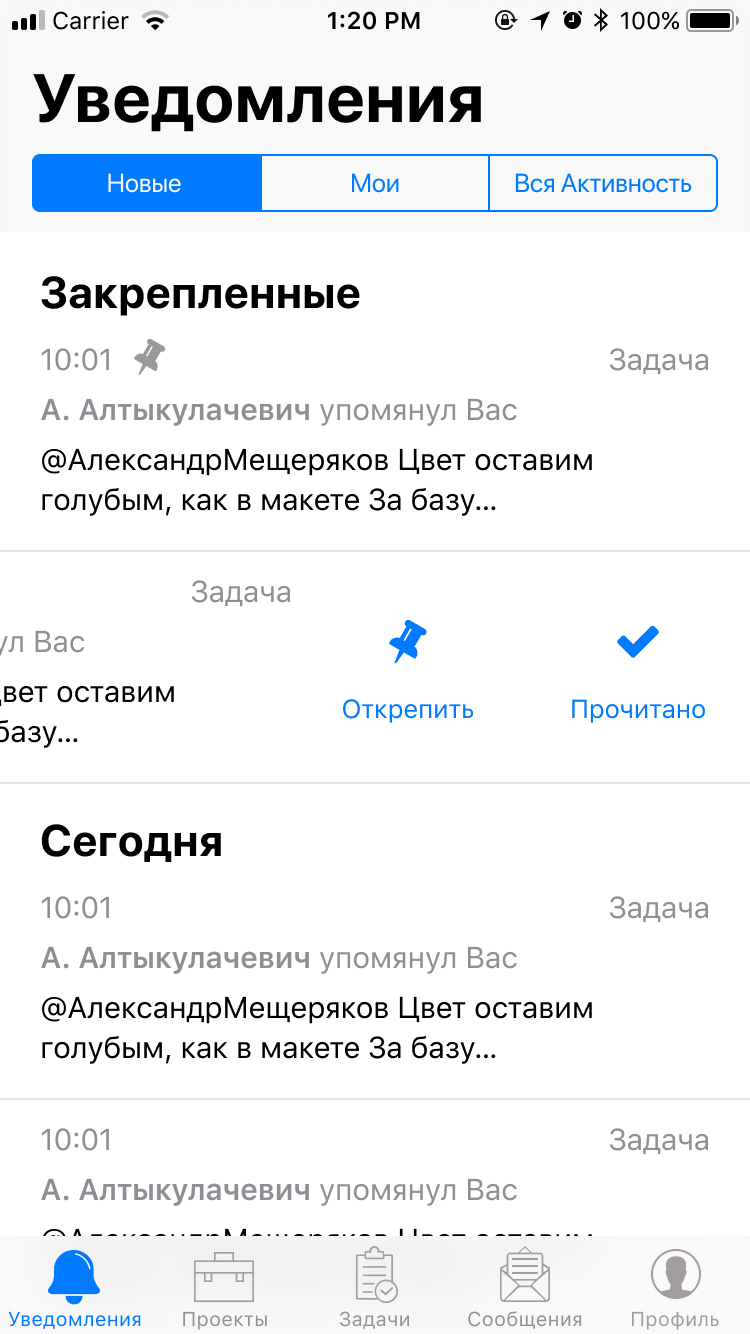 Carrier 1:20 PM 100%
Уведомления
Новые Мои Вся Активность
Закрепленные
10:01 Задача
А. Алтыкулачевич упомянул Вас
@АлександрМещеряков Цвет оставим
голубым, как в макете За базу...
Задача
ул Вас
цвет оставим
базу...
Открепить Прочитано
Сегодня
10:01 Задача
А. Алтыкулачевич упомянул Вас
@АлександрМещеряков Цвет оставим
голубым, как в макете За базу...
10:01 Задача
А. Алтыкулачевич упомянул Вас
@АлександрМещеряков Цвет оставим
Уведомления Проекты Задачи Сообщения Профиль